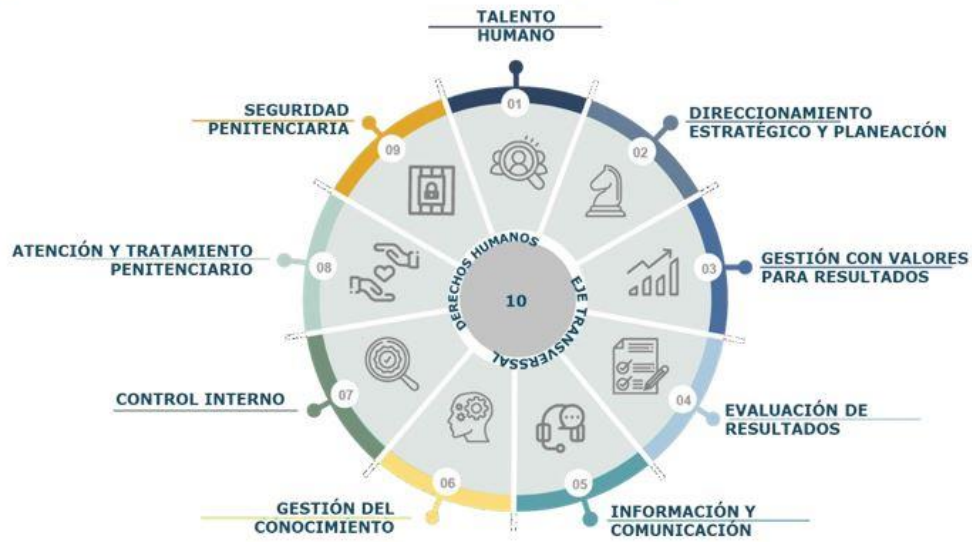 TALENTO
HUMANO
01
DIRECCIONAMIENTO
ESTRATÉGICO Y PLANEACIÓN
02
GESTIÓN CON VALORES
PARA RESULTADOS
03
EVALUACIÓN DE
RESULTADOS
04
INFORMACIÓN Y
COMUNICACIÓN
05
GESTIÓN DEL
CONOCIMIENTO
06
CONTROL INTERNO
07
ATENCIÓN Y TRATAMIENTO
PENITENCIARIO
08
SEGURIDAD
PENITENCIARIA
09
DERECHOS HUMANOS
EJE TRANSVERSSAL
10